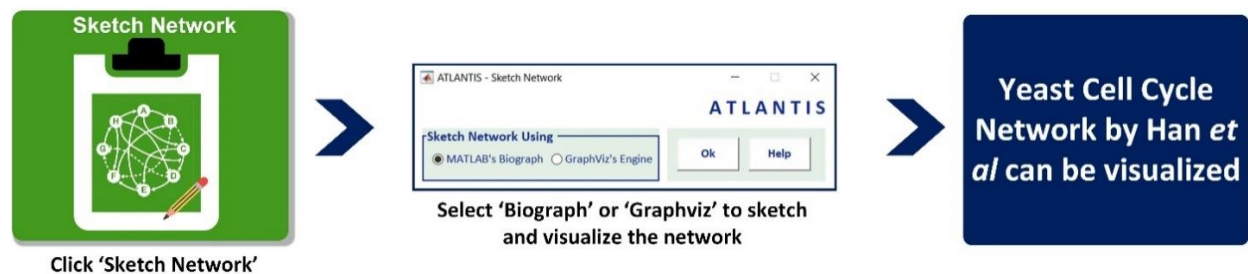 Sketch Network
A
B
C
D
E
F
G
H
Click ‘Sketch Network’
ATLANTIS - Sketch Network
ATLANTIS
Sketch Network Using
MATLAB's Biograph
GraphViz's Engine
Ok
Help
Select ‘Biograph’ or ‘Graphviz’ to sketch
and visualize the network
Yeast Cell Cycle
Network by Han et
al can be visualized